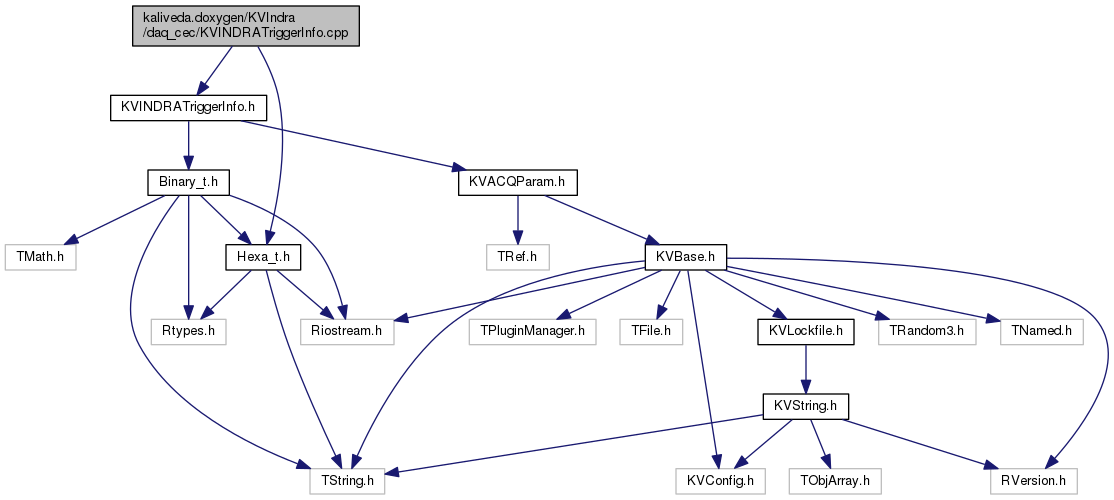 kaliveda.doxygen/KVIndra
/daq_cec/KVINDRATriggerInfo.cpp
KVINDRATriggerInfo.h
Binary_t.h
KVACQParam.h
TMath.h
Hexa_t.h
TRef.h
KVBase.h
Rtypes.h
Riostream.h
TPluginManager.h
TFile.h
KVLockfile.h
TRandom3.h
TNamed.h
KVString.h
TString.h
KVConfig.h
TObjArray.h
RVersion.h